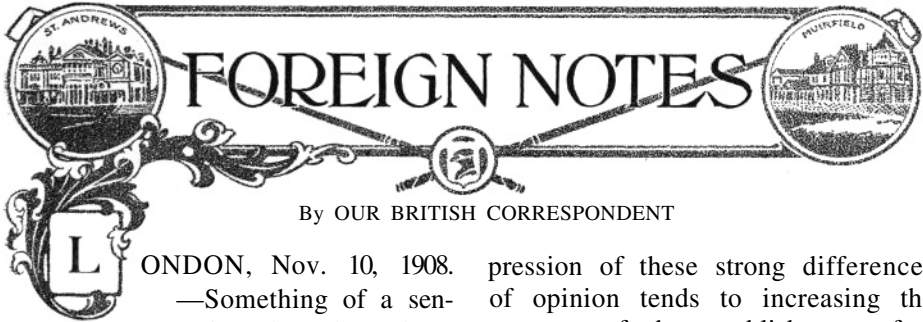 ST. ANDREWS
MUIRFIELD
FOREIGN NOTES
By OUR BRITISH CORRESPONDENT
LONDON, Nov. 10, 1908.
—Something of a sen-
pression of these strong difference
of opinion tends to increasing th